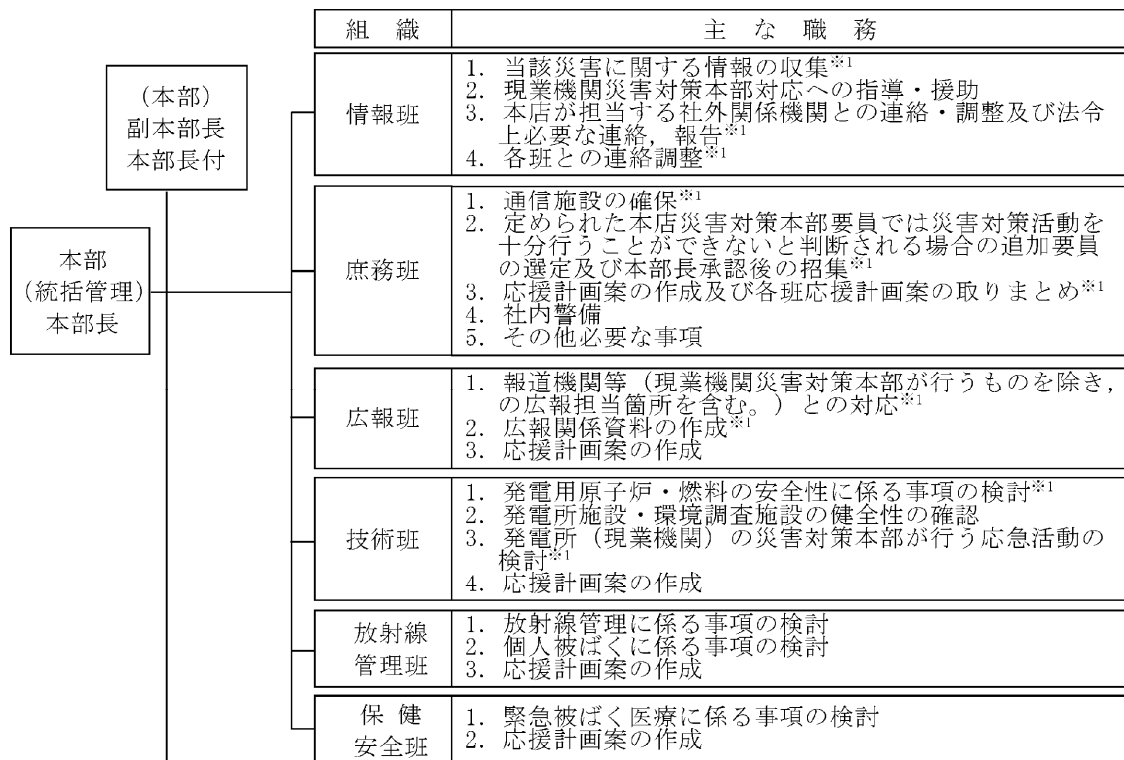 組織 主な職務
(本部)
副本部長
本部長付
本部
(統括管理)
本部長
情報班
1. 当該災害に関する情報の収集※1
2. 現業機関災害対策本部対応への指導・援助
3. 本店が担当する社外関係機関との連絡・調整及び法令
上必要な連絡，報告※1
4. 各班との連絡調整※1
庶務班
1. 通信施設の確保※1
2. 定められた本店災害対策本部要員では災害対策活動を
十分行うことができないと判断される場合の追加要員
の選定及び本部長承認後の招集※1
3. 応援計画案の作成及び各班応援計画案の取りまとめ※1
4. 社内警備
5. その他必要な事項
広報班
1. 報道機関等（現業機関災害対策本部が行うものを除き，
の広報担当箇所を含む。）との対応※1
2. 広報関係資料の作成※1
3. 応援計画案の作成
技術班
1. 発電用原子炉・燃料の安全性に係る事項の検討※1
2. 発電所施設・環境調査施設の健全性の確認
3. 発電所（現業機関）の災害対策本部が行う応急活動の
検討※1
4. 応援計画案の作成
放射線
管理班
1. 放射線管理に係る事項の検討
2. 個人被ばくに係る事項の検討
3. 応援計画案の作成
保健
安全班
1. 緊急被ばく医療に係る事項の検討
2. 応援計画案の作成